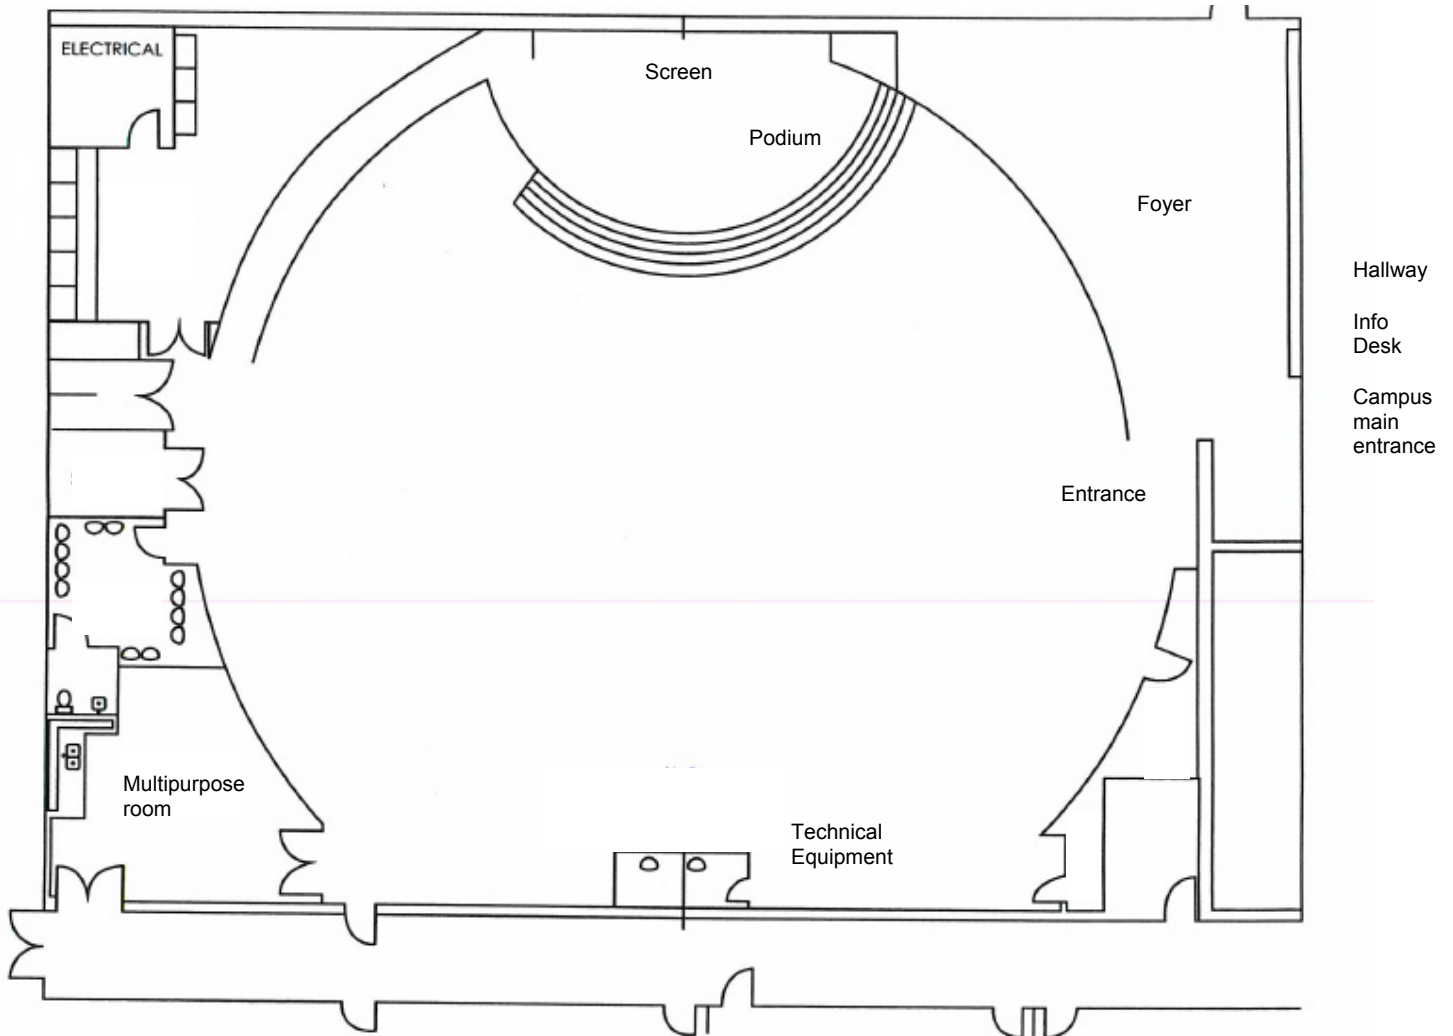 ELECTRICAL
Screen
Podium
Foyer
Hallway
Info
Desk
Campus
main
entrance
Entrance
Multipurpose
room
Technical
Equipment